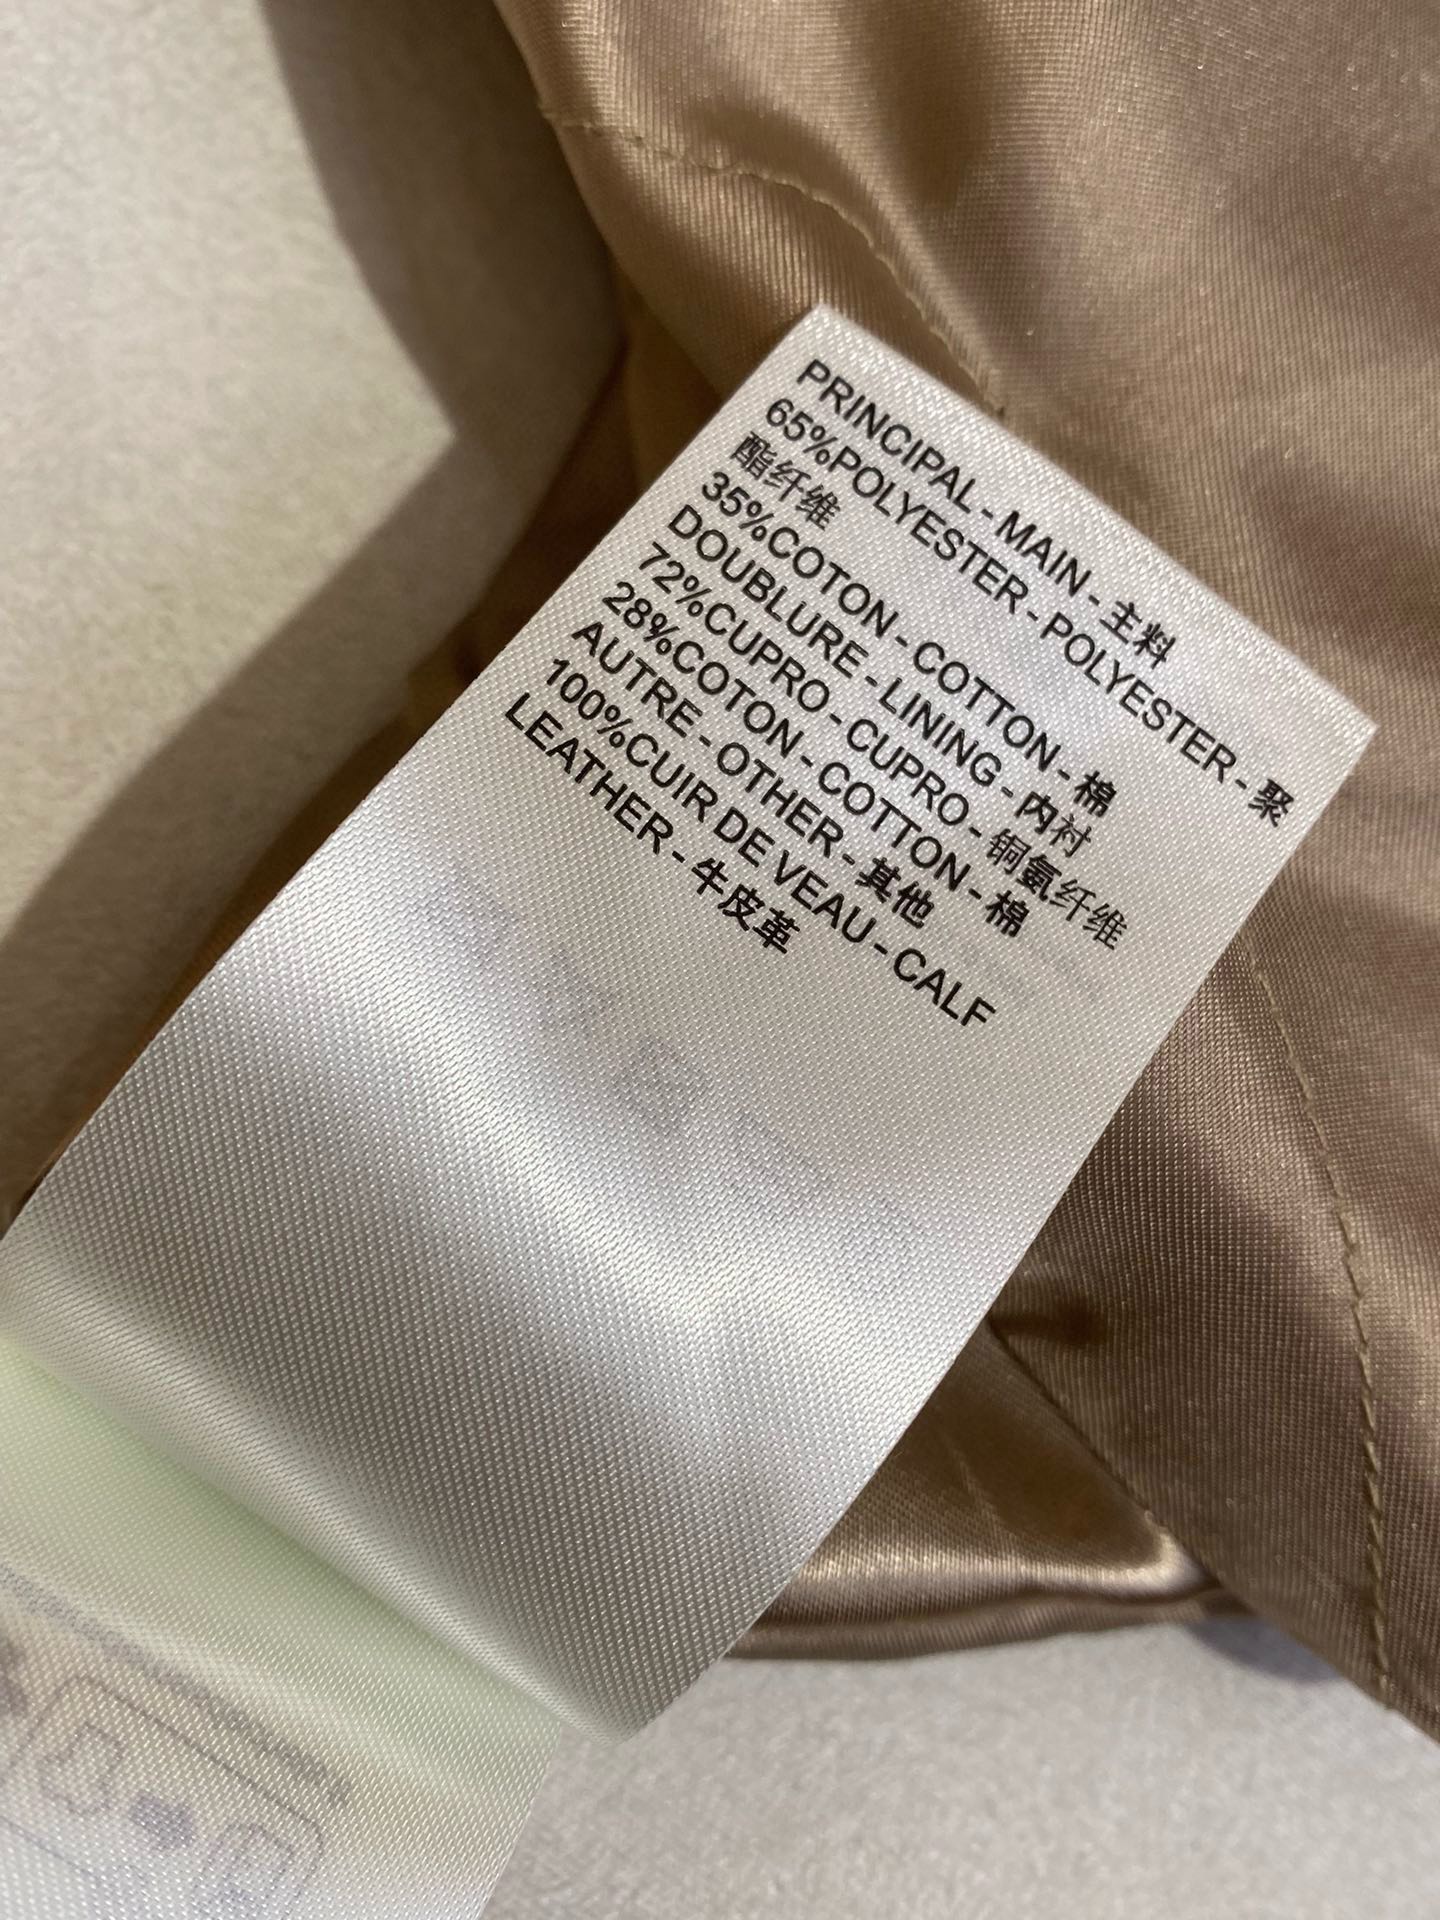 PRINCIPAL - MAIN - 主料
65%POLYESTER - POLYESTER - 聚
酯纤维
35%COTON - COTTON - 棉
DOUBLURE - LINING - 内衬
72%CUPRO - CUPRO - 铜氨纤维
28%COTON - COTTON - 棉
AUTRE - OTHER - 其他
100%CUIR DE VEAU - CALF
LEATHER - 牛皮革